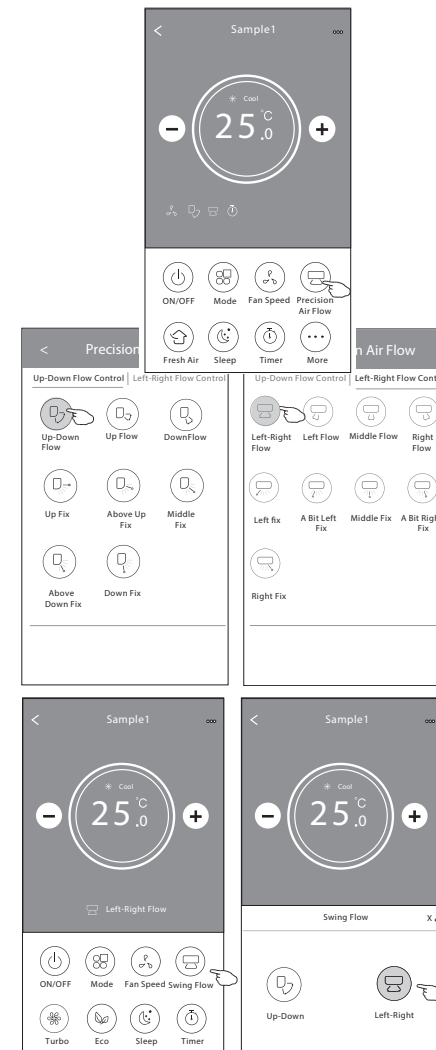 Sample1
Cool
25.0 °C
ON/OFF
Mode
Fan Speed
Precision
Air Flow
Fresh Air
Sleep
Timer
More
< Precision
Up-Down Flow Control
Left-Right Flow Control
Up-Down
Flow
Up Flow
DownFlow
Up Fix
Above Up
Fix
Middle
Fix
Above
Down Fix
Down Fix
Air Flow
Up-Down Flow Control
Left-Right Flow
Left-Right
Flow
Left Flow
Middle Flow
Right
Flow
Left fix
A Bit Left
Fix
Middle Fix
A Bit
Fix
Right Fix
Sample1
Cool
25.0 °C
Left-Right Flow
ON/OFF
Mode
Fan Speed
Swing Flow
Turbo
Eco
Sleep
Timer
Sample1
Cool
25.0 °C
Swing Flow
X
Up-Down
Left-Right